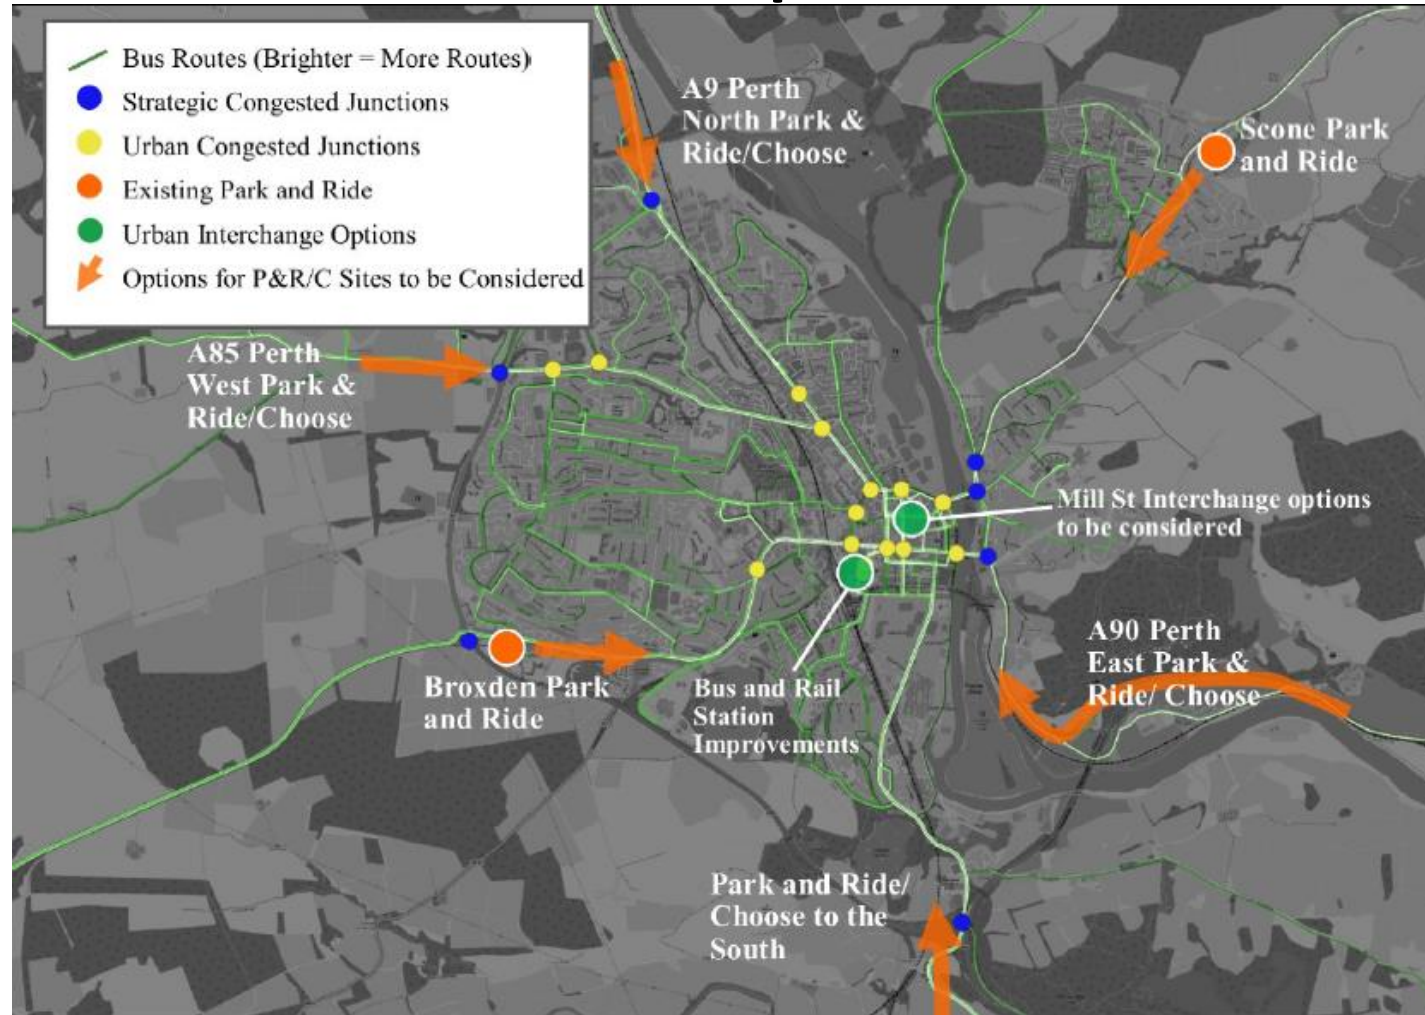 Bus Routes (Brighter = More Routes)
Strategic Congested Junctions
Urban Congested Junctions
Existing Park and Ride
Urban Interchange Options
Options for P&R/C Sites to be Considered
A9 Perth
North Park &
Ride/Choose
Scone Park
and Ride
A85 Perth
West Park &
Ride/Choose
Mill St Interchange options
to be considered
A90 Perth
East Park &
Ride/ Choose
Broxden Park
and Ride
Bus and Rail
Station
Improvements
Park and Ride/
Choose to the
South